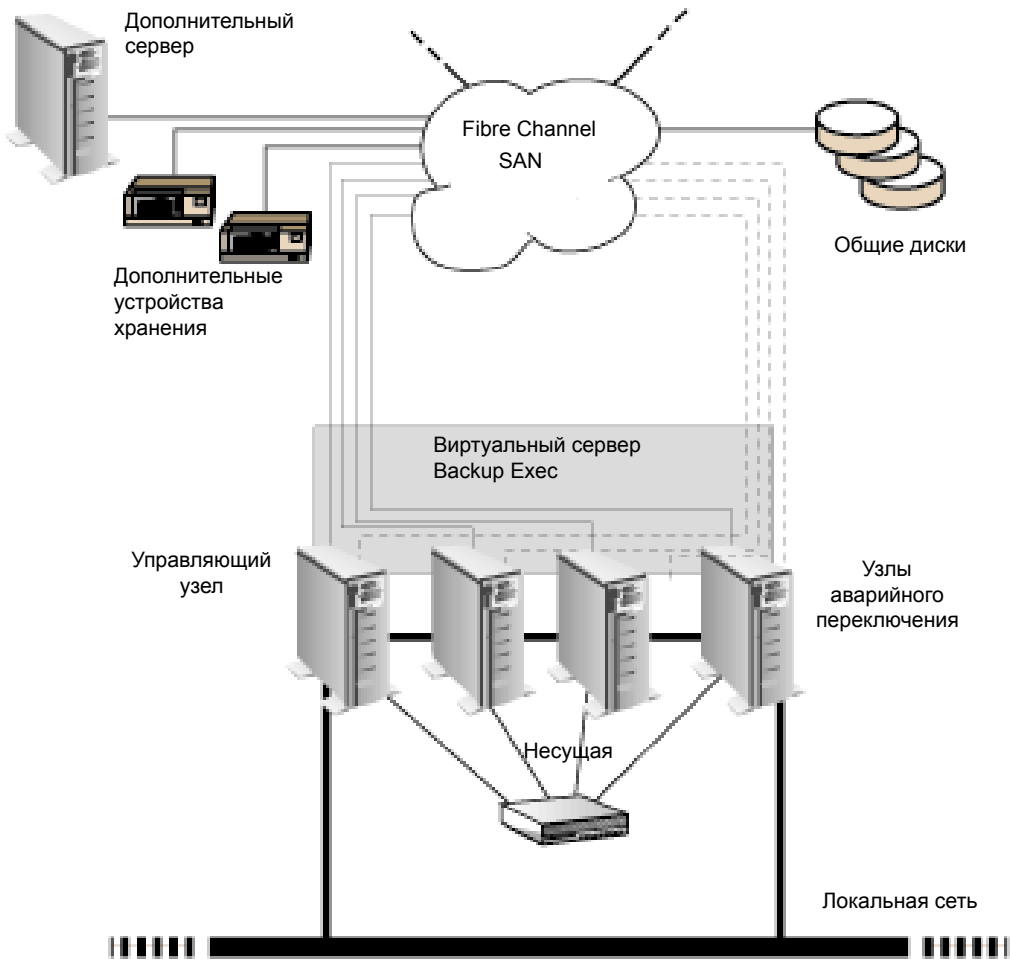 Дополнительный
сервер
Fibre Channel
SAN
Общие диски
Дополнительные
устройства
хранения
Виртуальный сервер
Backup Exec
Управляющий
узел
Узлы
аварийного
переключения
Несущая
Локальная сеть